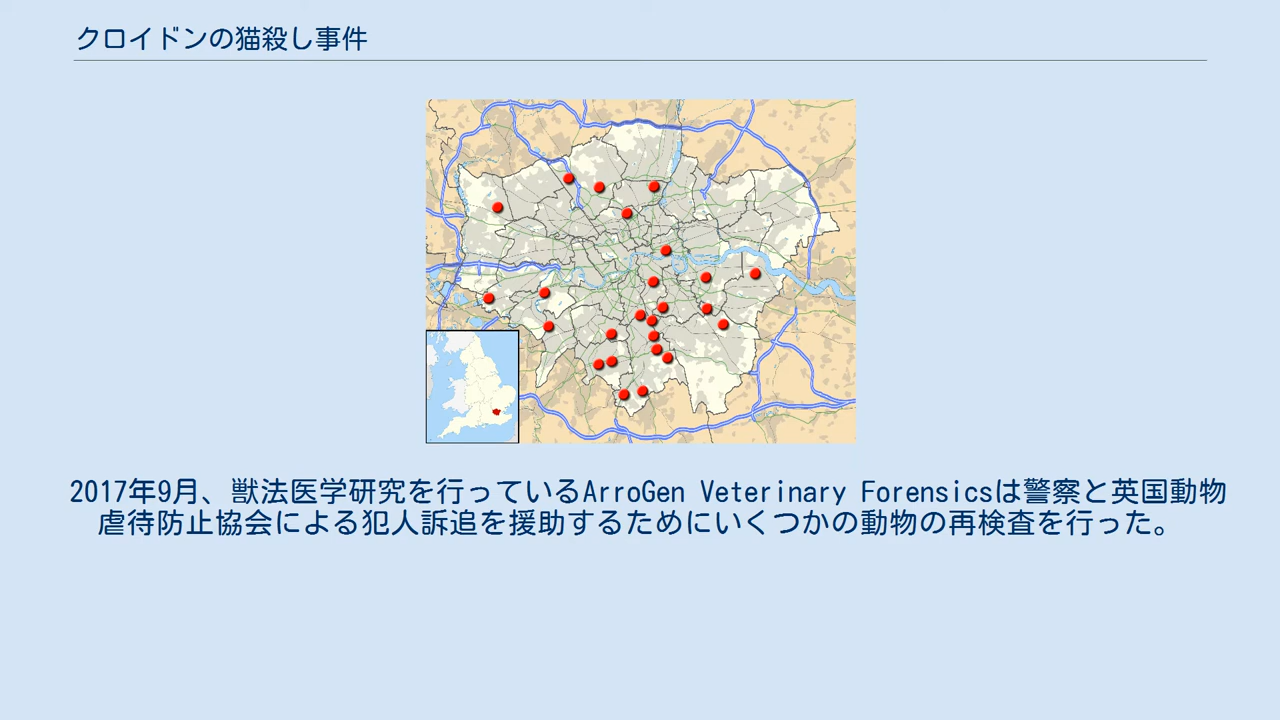 クロイドンの猫殺し事件
2017年9月、獣法医学研究を行っているArroGen Veterinary Forensicsは警察と英国動物
虐待防止協会による犯人訴追を援助するためにいくつかの動物の再検査を行った。